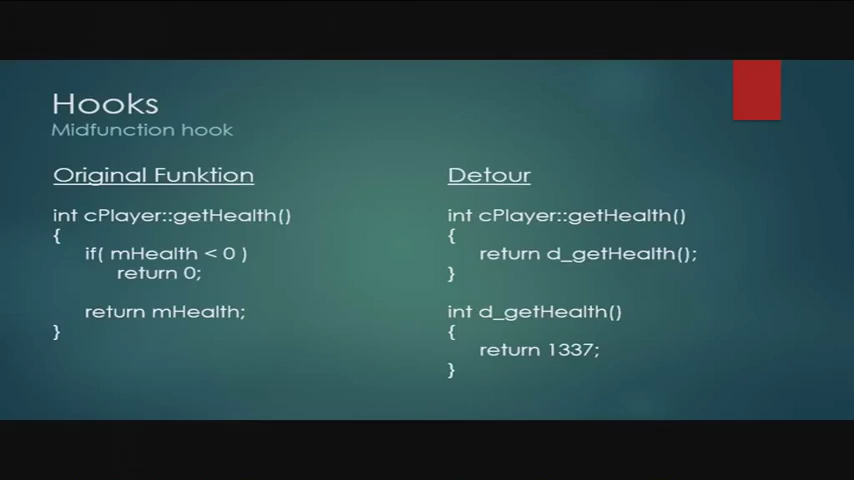 Hooks
Midfunction hook
Original Funktion
int cPlayer::getHealth()
{
if( mHealth < 0 )
return 0;
return mHealth;
}
Detour
int cPlayer::getHealth()
{
return d_getHealth();
}
int d_getHealth()
{
return 1337;
}